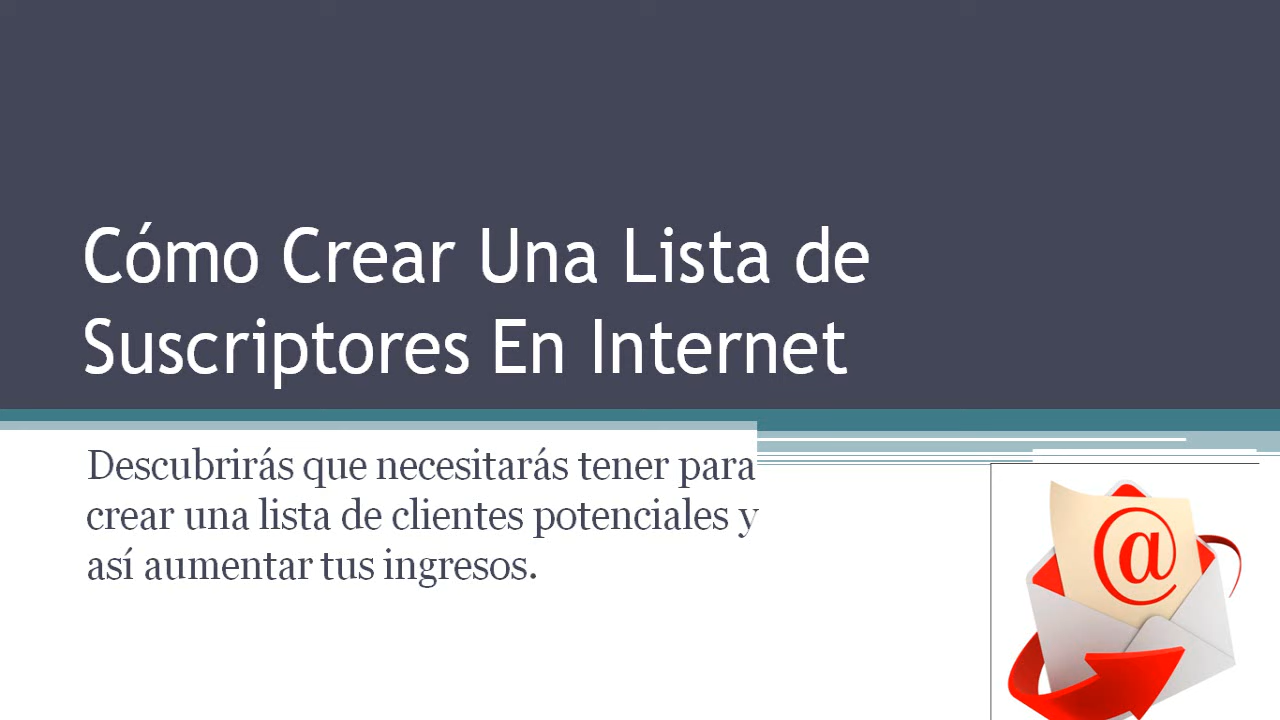 Cómo Crear Una Lista de
Suscriptores En Internet
Descubrirás que necesitarás tener para
crear una lista de clientes potenciales y
así aumentar tus ingresos.
@